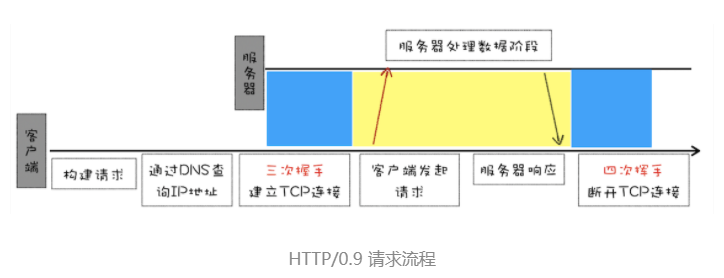 服务器处理数据阶段
服务器
客户端
构建请求
通过DNS查
询IP地址
三次握手
建立TCP连接
客户端发起
请求
服务器响应
四次挥手
断开TCP连接
HTTP/0.9 请求流程